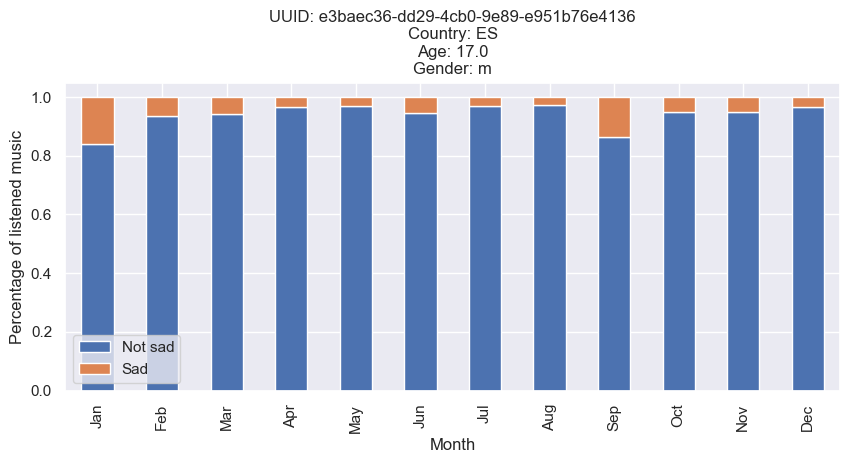 UUID: e3baec36-dd29-4cb0-9e89-e951b76e4136
Country: ES
Age: 17.0
Gender: m
Percentage of listened music
1.0
0.8
0.6
0.4
0.2
0.0
Not sad
Sad
Jan
Feb
Mar
Apr
May
Jun
Jul
Aug
Sep
Oct
Nov
Dec
Month